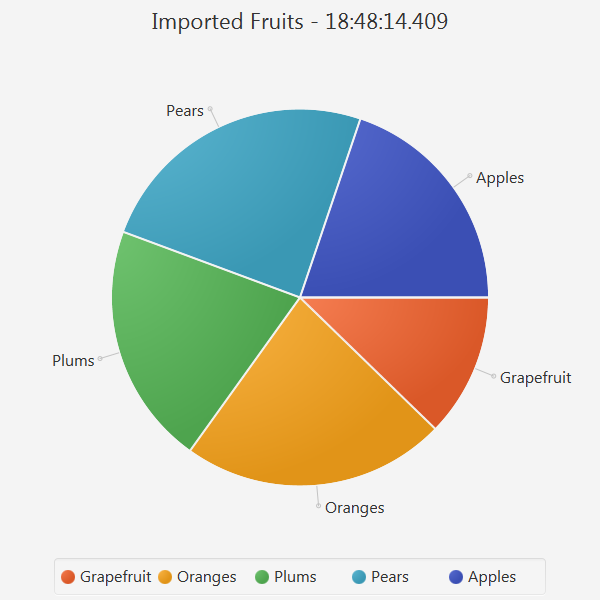 Imported Fruits - 18:48:14.409
Pears
Apples
Plums
Grapefruit
Oranges
Grapefruit Oranges Plums Pears Apples